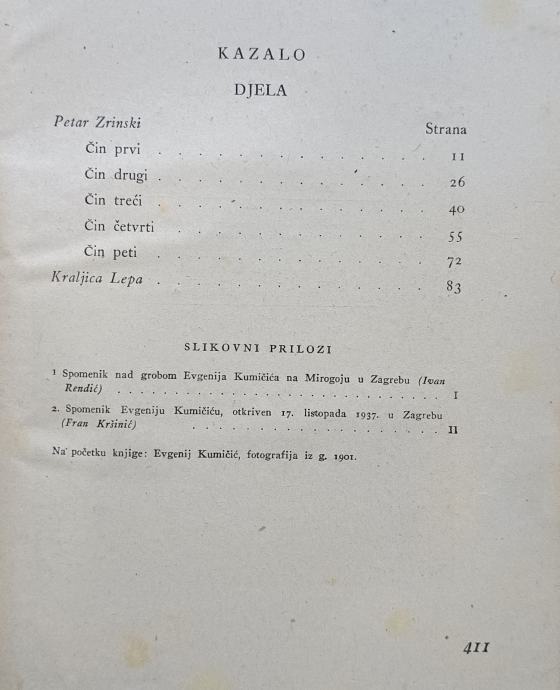 KAZALO
DJELA
Petar Zrinski Strana
Čin prvi . . . . . . . . . . . 11
Čin drugi . . . . . . . . . . . 26
Čin treći . . . . . . . . . . . 40
Čin četvrti . . . . . . . . . . 55
Čin peti . . . . . . . . . . . 72
Kraljica Lepa . . . . . . . . . . . 83
SLIKOVNI PRILOZI
1 Spomenik nad grobom Evgenija Kumičića na Mirogoju u Zagrebu (Ivan
Rendić) . . . . . . . . . . . . . . . . . . . . . . I
2. Spomenik Evgeniju Kumičiću, otkriven 17. listopada 1937. u Zagrebu
(Fran Kršinić) . . . . . . . . . . . . . . . . . II
Na početku knjige: Evgenij Kumičić, fotografija iz g. 1901.
411